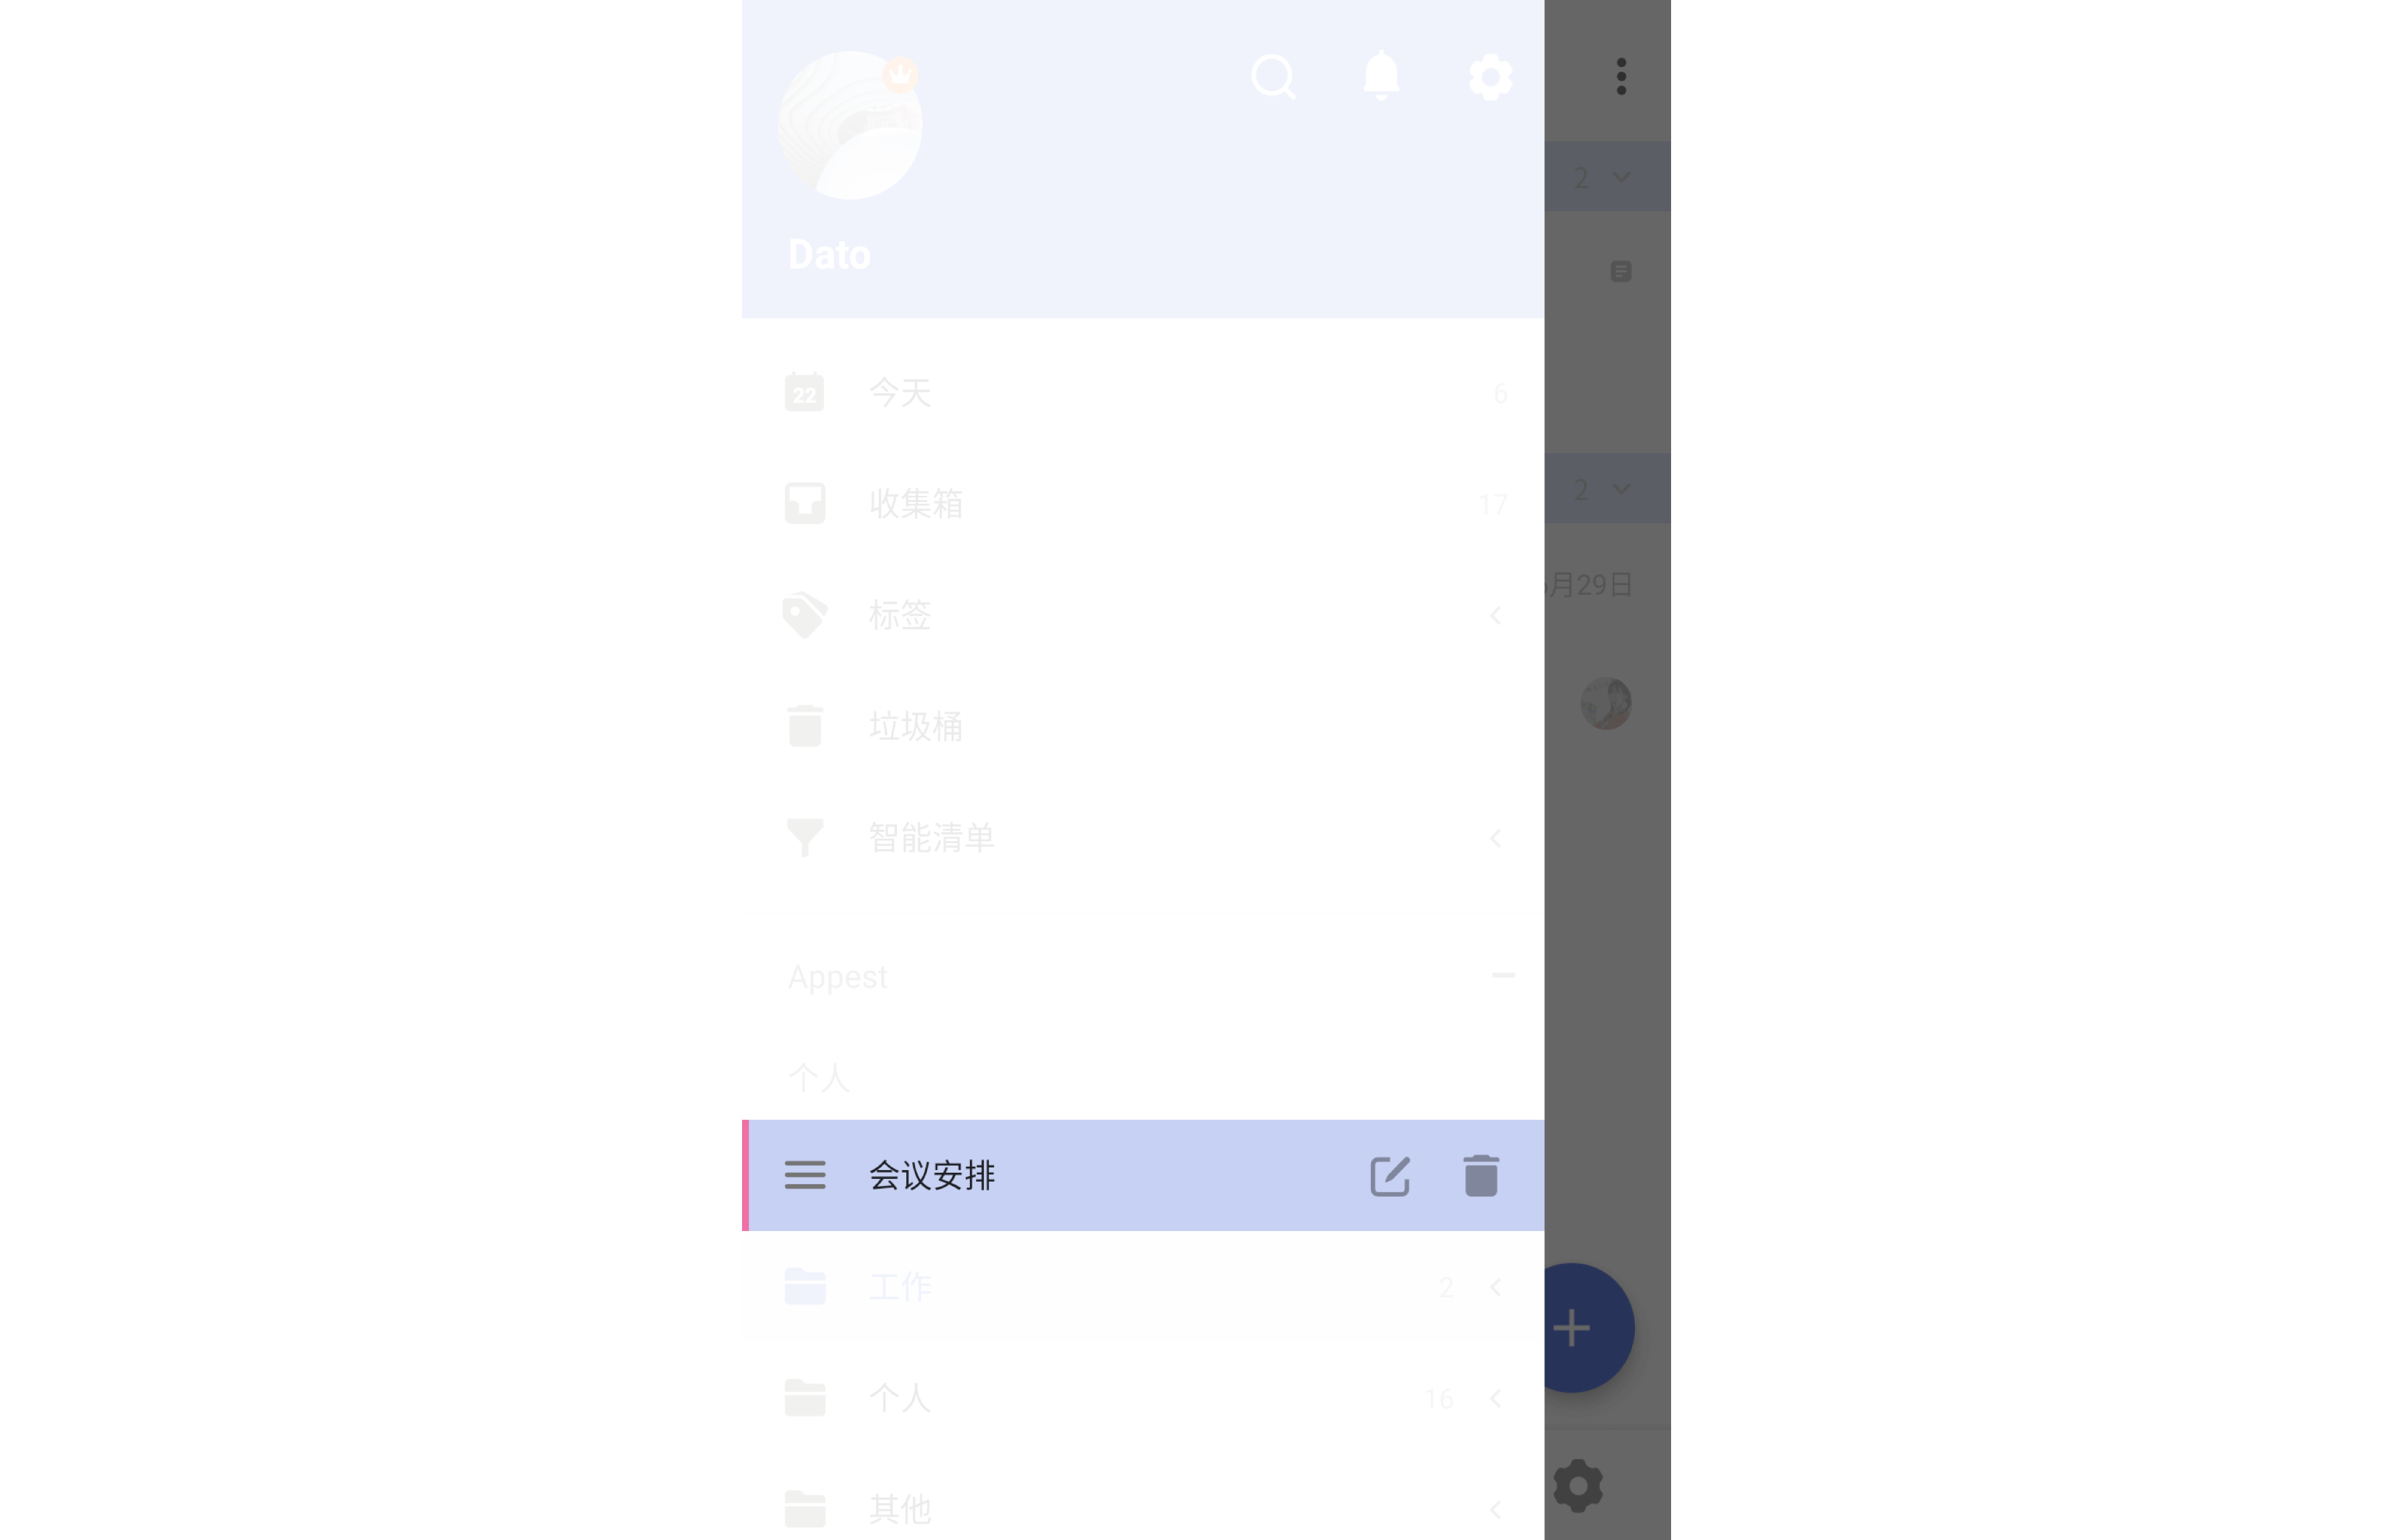 2
Dato
22 今天 6
2
收集箱 17
月29日
标签
垃圾桶
智能清单
Appest
个人
会议安排
工作 2
个人 16
其他